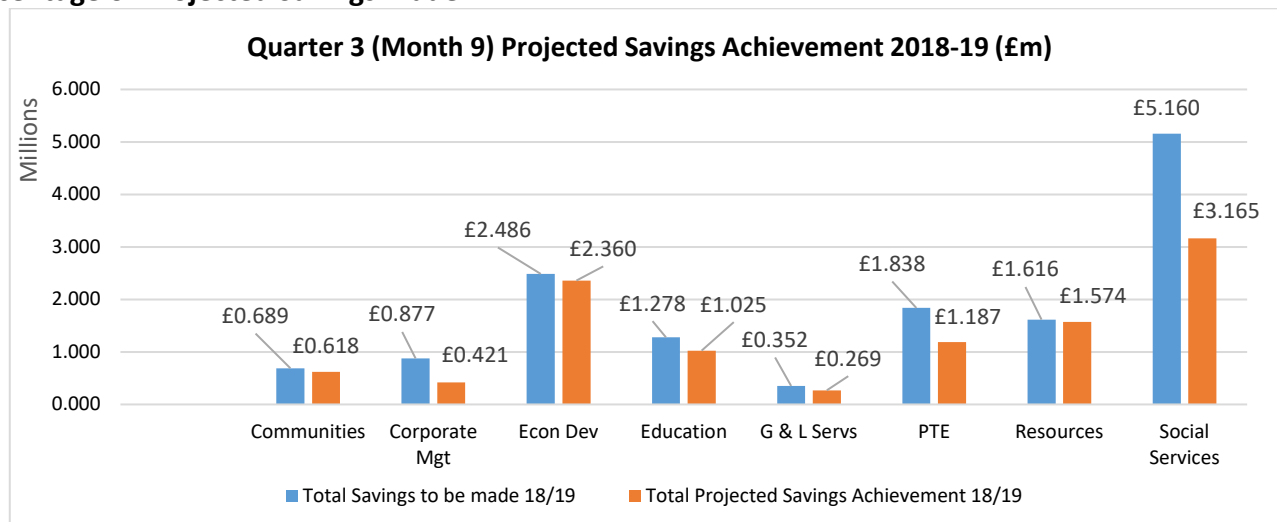 Quarter 3 (Month 9) Projected Savings Achievement 2018-19 (£m)
Millions
6.000
5.000
4.000
3.000
2.000
1.000
0.000
£0.689
£0.618
£0.877
£0.421
£2.486
£2.360
£1.278
£1.025
£0.352
£0.269
£1.838
£1.187
£1.616
£1.574
£5.160
£3.165
Communities
Corporate
Mgt
Econ Dev
Education
G & L Servs
PTE
Resources
Social
Services
Total Savings to be made 18/19
Total Projected Savings Achievement 18/19